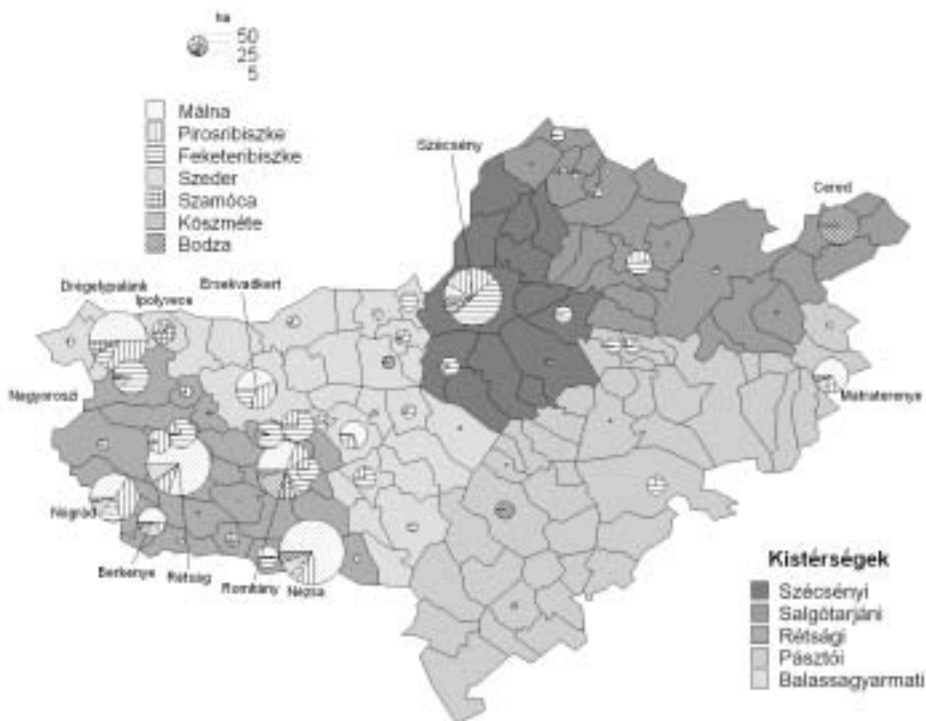 ha
50
25
5
Málna
Pirosribiszke
Feketeribiszke
Szeder
Szamóca
Köszméte
Bodza
Szécsény
Cered
Drégelypalánk
Ipolyvece
Érsekvadkert
Nagyoroszi
Mátraterenye
Nógrád
Berkenye
Rétság
Romhány
Nézsa
Kistérségek
Szécsényi
Salgótarjáni
Rétsági
Pásztói
Balassagyarmati